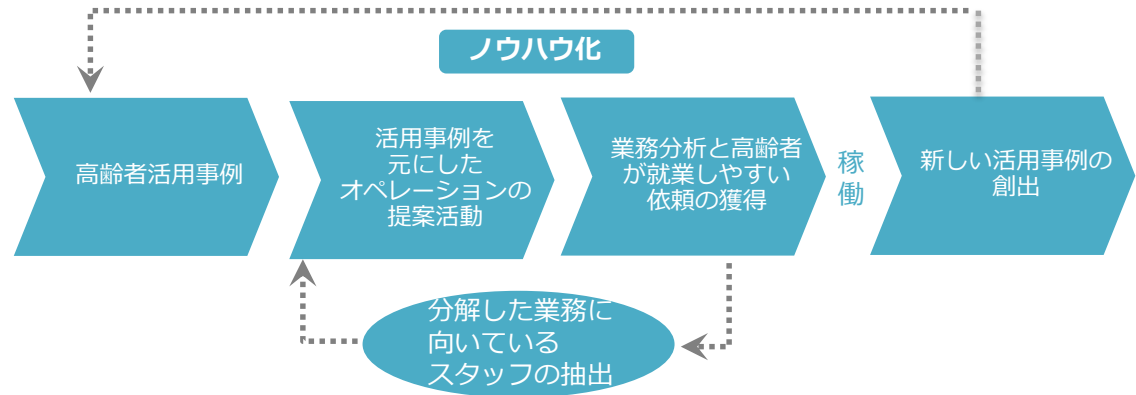 ノウハウ化
高齢者活用事例
活用事例を
元にした
オペレーションの
提案活動
業務分析と高齢者
が就業しやすい
依頼の獲得
稼
働
新しい活用事例の
創出
分解した業務に
向いている
スタッフの抽出